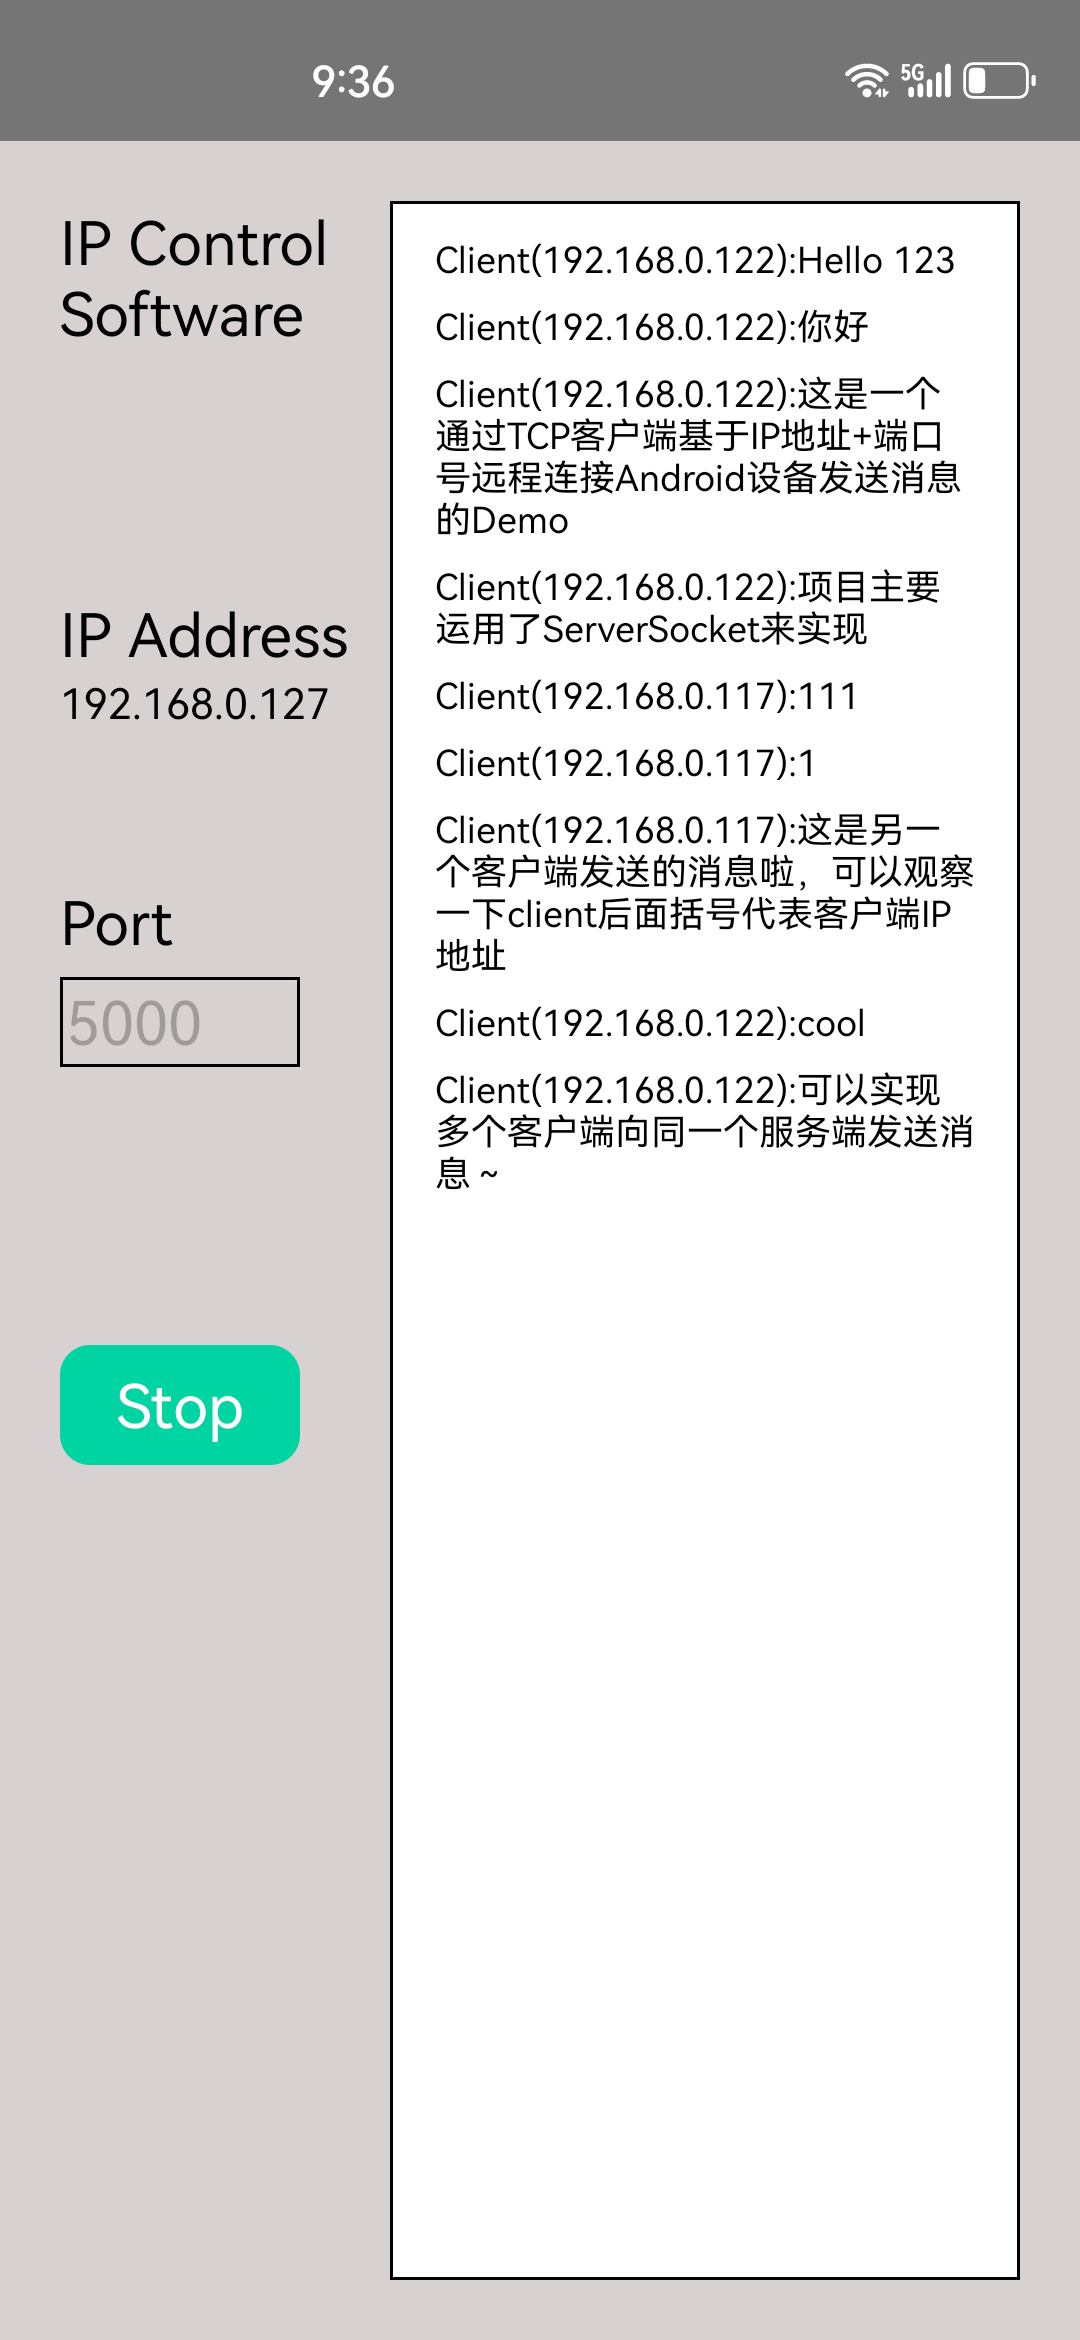 9:36
5G
IP Control
Software
IP Address
192.168.0.127
Port
5000
Stop
Client(192.168.0.122):Hello 123
Client(192.168.0.122):你好
Client(192.168.0.122):这是一个
通过TCP客户端基于IP地址+端口
号远程连接Android设备发送消息
的Demo
Client(192.168.0.122):项目主要
运用了ServerSocket来实现
Client(192.168.0.117):111
Client(192.168.0.117):1
Client(192.168.0.117):这是另一
个客户端发送的消息啦，可以观察
一下client后面括号代表客户端IP
地址
Client(192.168.0.122):cool
Client(192.168.0.122):可以实现
多个客户端向同一个服务端发送消
息 ~